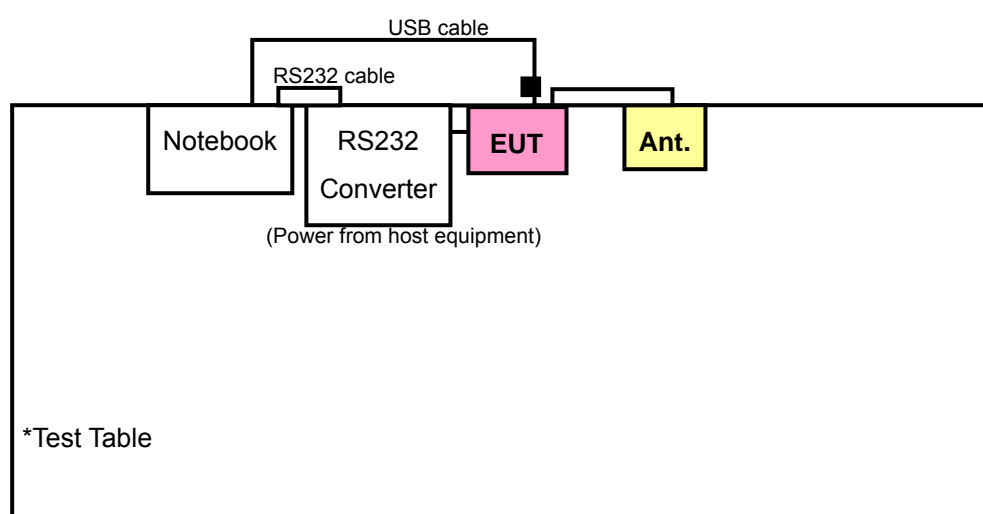 USB cable
RS232 cable
Notebook
RS232
Converter
EUT
Ant.
(Power from host equipment)
*Test Table